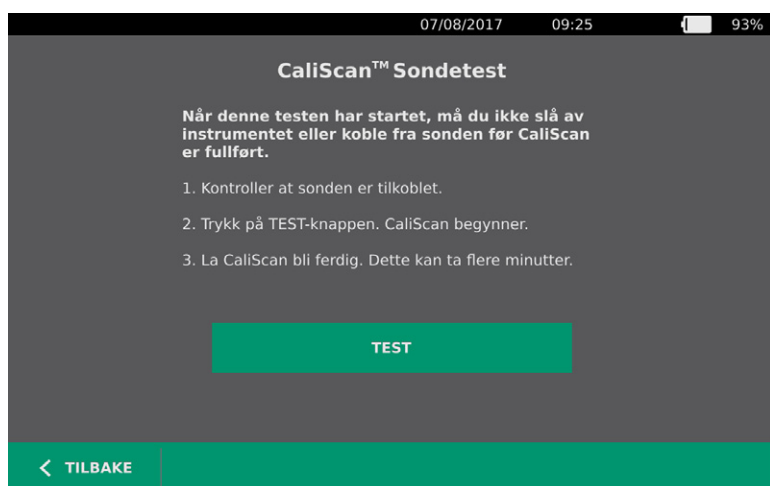 07/08/2017 09:25 93%
CaliScan™ Sondetest
Når denne testen har startet, må du ikke slå av
instrumentet eller koble fra sonden før CaliScan
er fullført.
1. Kontroller at sonden er tilkoblet.
2. Trykk på TEST-knappen. CaliScan begynner.
3. La CaliScan bli ferdig. Dette kan ta flere minutter.
TEST
TILBAKE